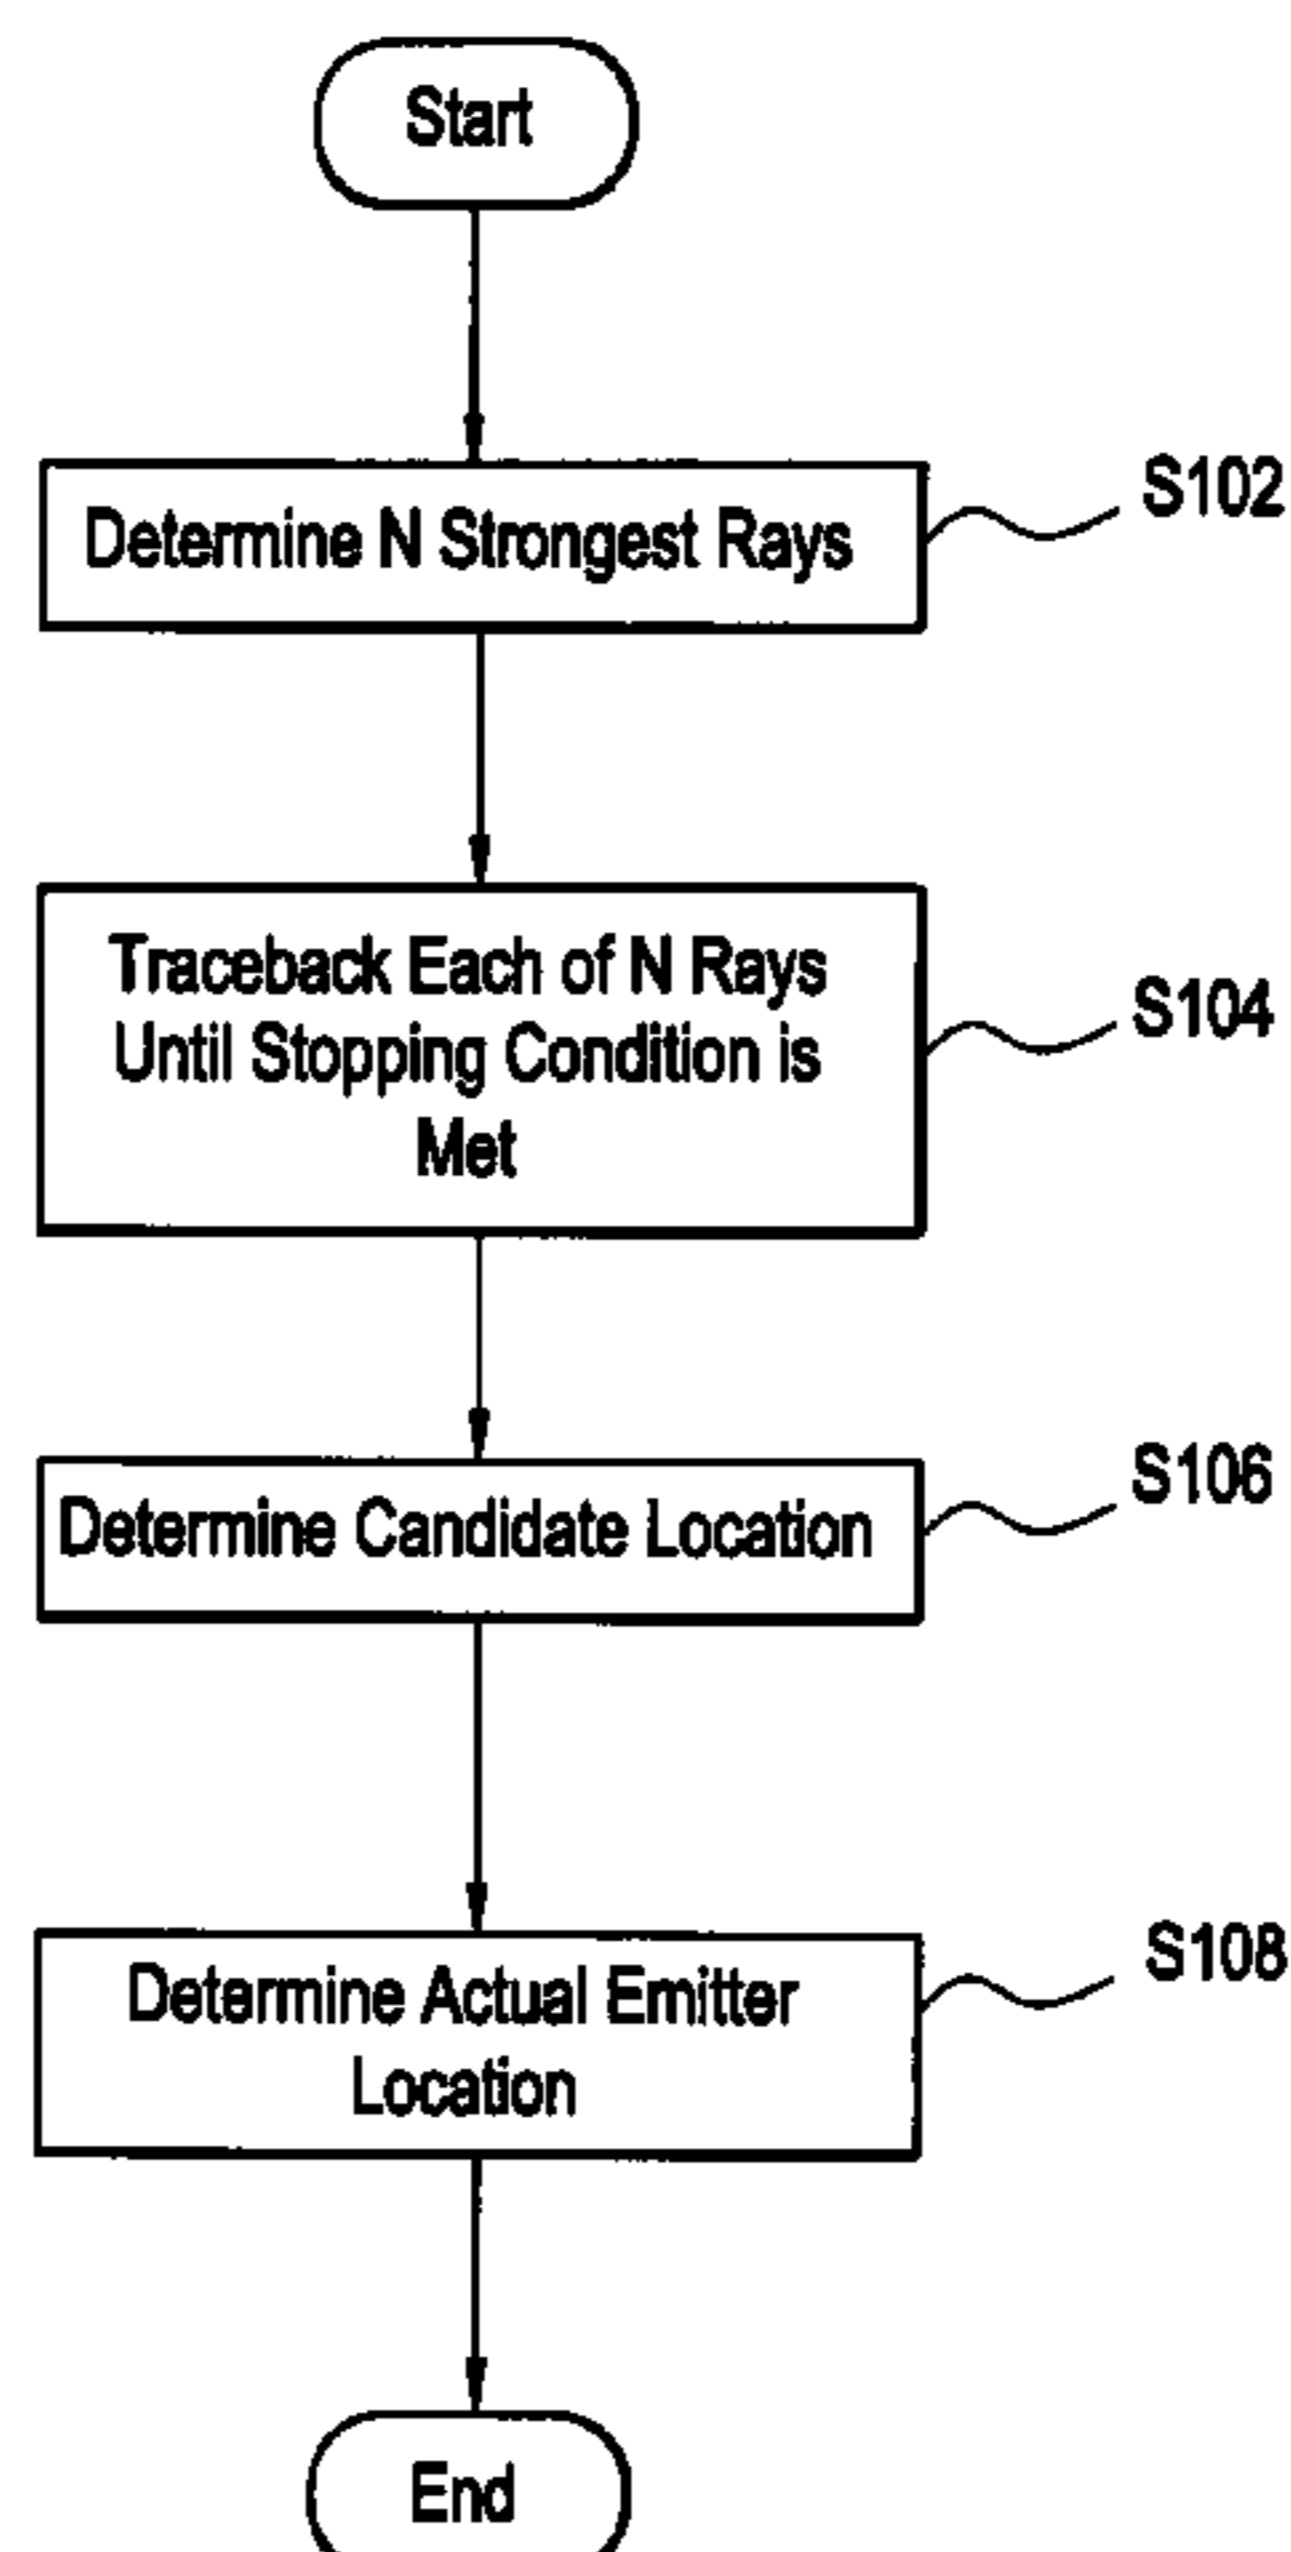 Start
Determine N Strongest Rays
S102
Traceback Each of N Rays
Until Stopping Condition is
Met
S104
Determine Candidate Location
S106
Determine Actual Emitter
Location
S108
End